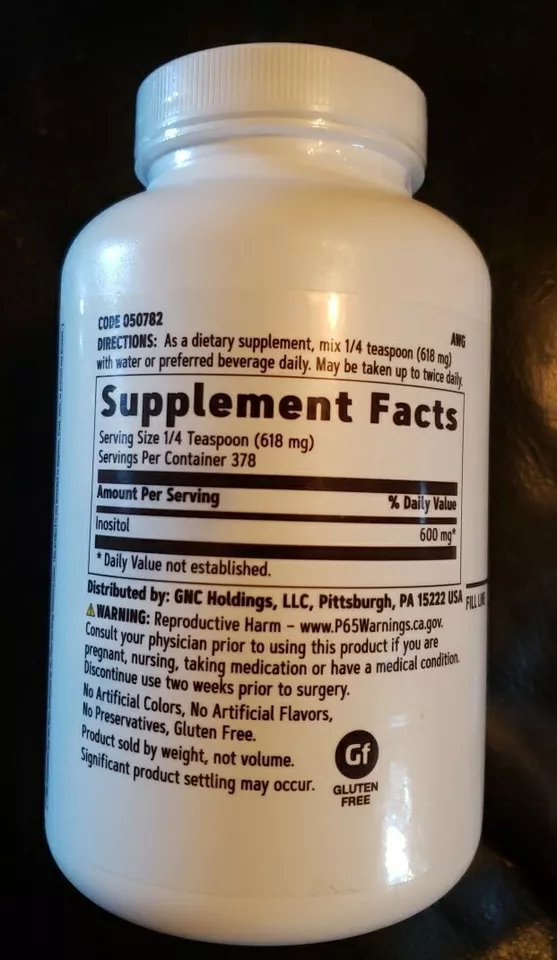 CODE 050782
AWG
DIRECTIONS: As a dietary supplement, mix 1/4 teaspoon (618 mg)
with water or preferred beverage daily. May be taken up to twice daily.
Supplement Facts
Serving Size 1/4 Teaspoon (618 mg)
Servings Per Container 378
Amount Per Serving % Daily Value
Inositol 600 mg*
* Daily Value not established.
Distributed by: GNC Holdings, LLC, Pittsburgh, PA 15222 USA
FILL LINE
⚠WARNING: Reproductive Harm – www.P65Warnings.ca.gov.
Consult your physician prior to using this product if you are
pregnant, nursing, taking medication or have a medical condition.
Discontinue use two weeks prior to surgery.
No Artificial Colors, No Artificial Flavors,
No Preservatives, Gluten Free.
Product sold by weight, not volume.
Significant product settling may occur.
Gf
GLUTEN
FREE